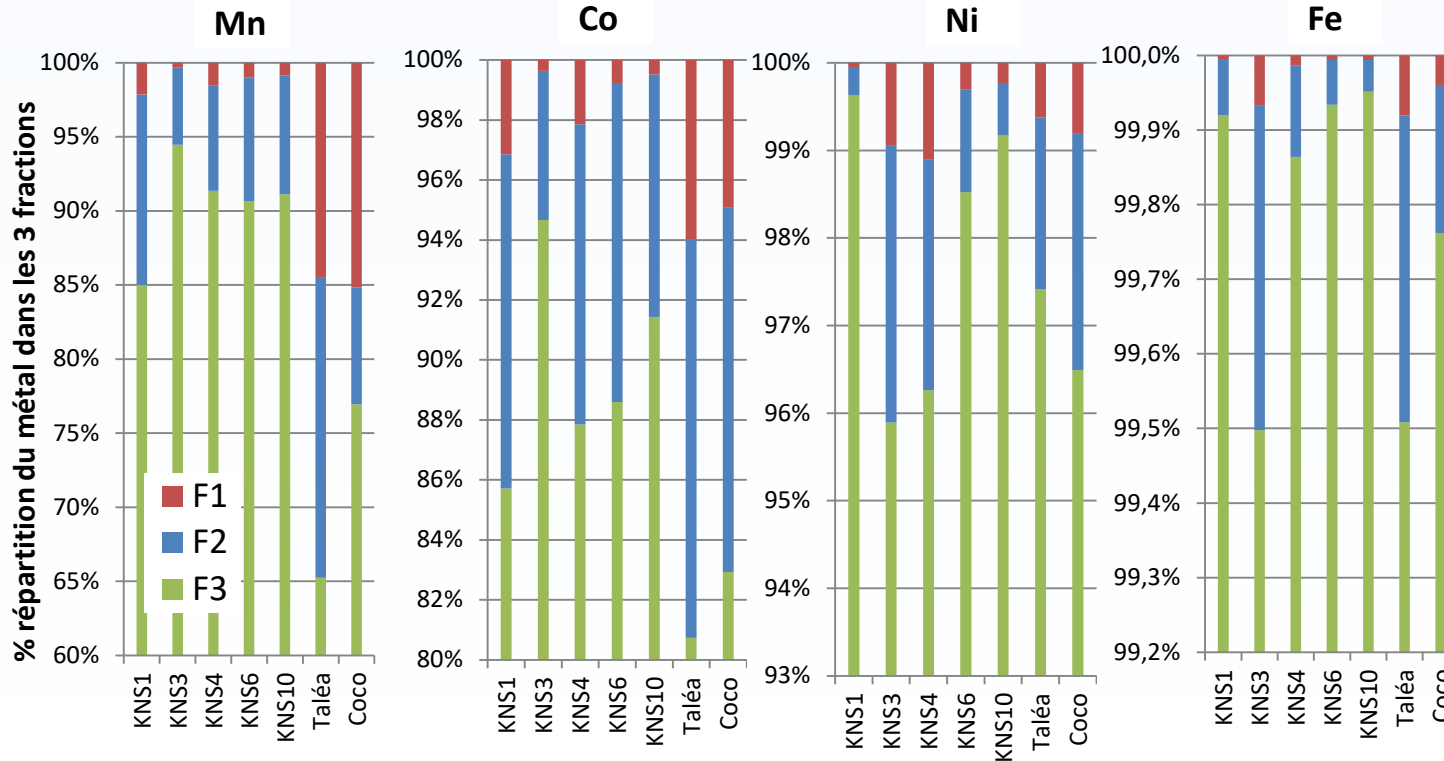 Mn
% répartition du métal dans les 3 fractions
100%
95%
90%
85%
80%
75%
70%
65%
60%
F1
F2
F3
KNS1
KNS3
KNS4
KNS6
KNS10
Taléa
Coco
Co
100%
98%
96%
94%
92%
90%
88%
86%
84%
82%
80%
KNS1
KNS3
KNS4
KNS6
KNS10
Taléa
Coco
Ni
100%
99%
98%
97%
96%
95%
94%
93%
KNS1
KNS3
KNS4
KNS6
KNS10
Taléa
Coco
Fe
100,0%
99,9%
99,8%
99,7%
99,6%
99,5%
99,4%
99,3%
99,2%
KNS1
KNS3
KNS4
KNS6
KNS10
Taléa
Coco